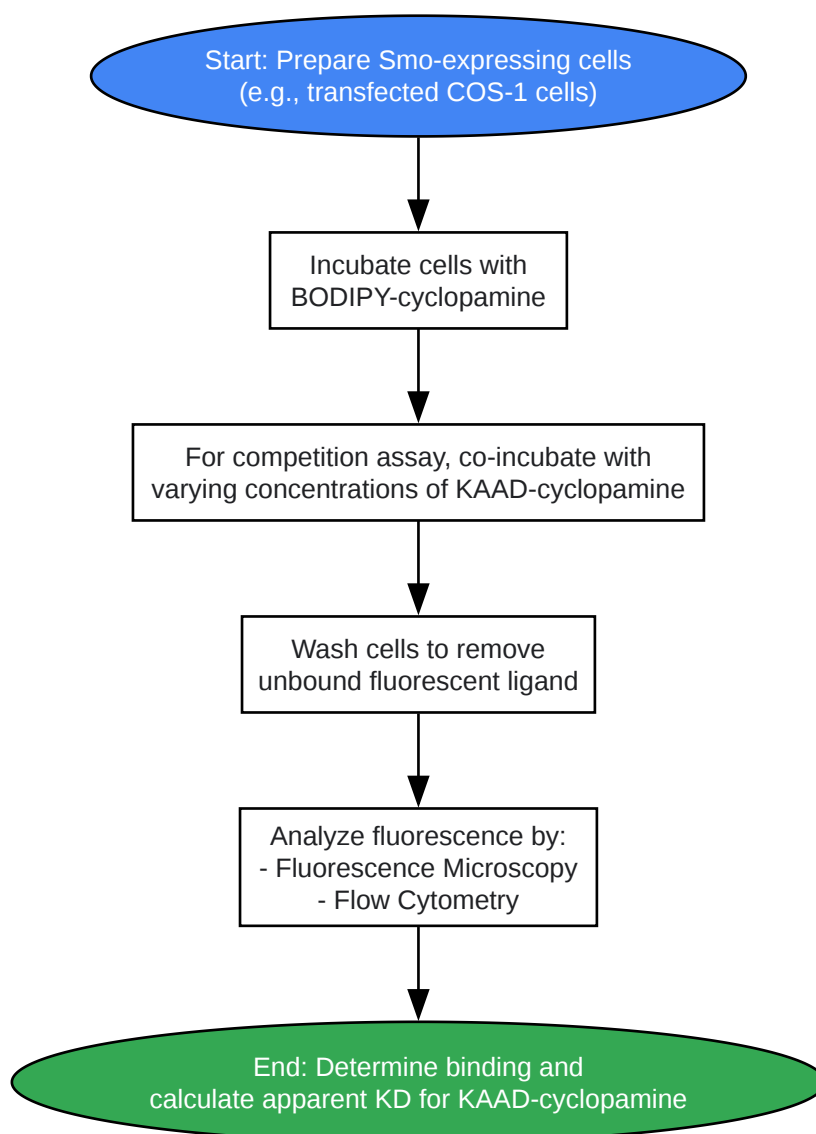 Start: Prepare Smo-expressing cells
(e.g., transfected COS-1 cells)
Incubate cells with
BODIPY-cyclopamine
For competition assay, co-incubate with
varying concentrations of KAAD-cyclopamine
Wash cells to remove
unbound fluorescent ligand
Analyze fluorescence by:
- Fluorescence Microscopy
- Flow Cytometry
End: Determine binding and
calculate apparent KD for KAAD-cyclopamine